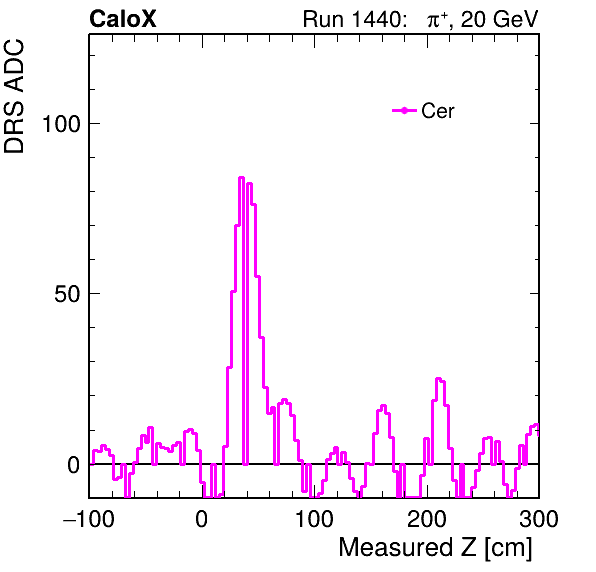 CaloX Run 1440: π⁺, 20 GeV
DRS ADC
Cer
100
50
0
−100 0 100 200 300
Measured Z [cm]